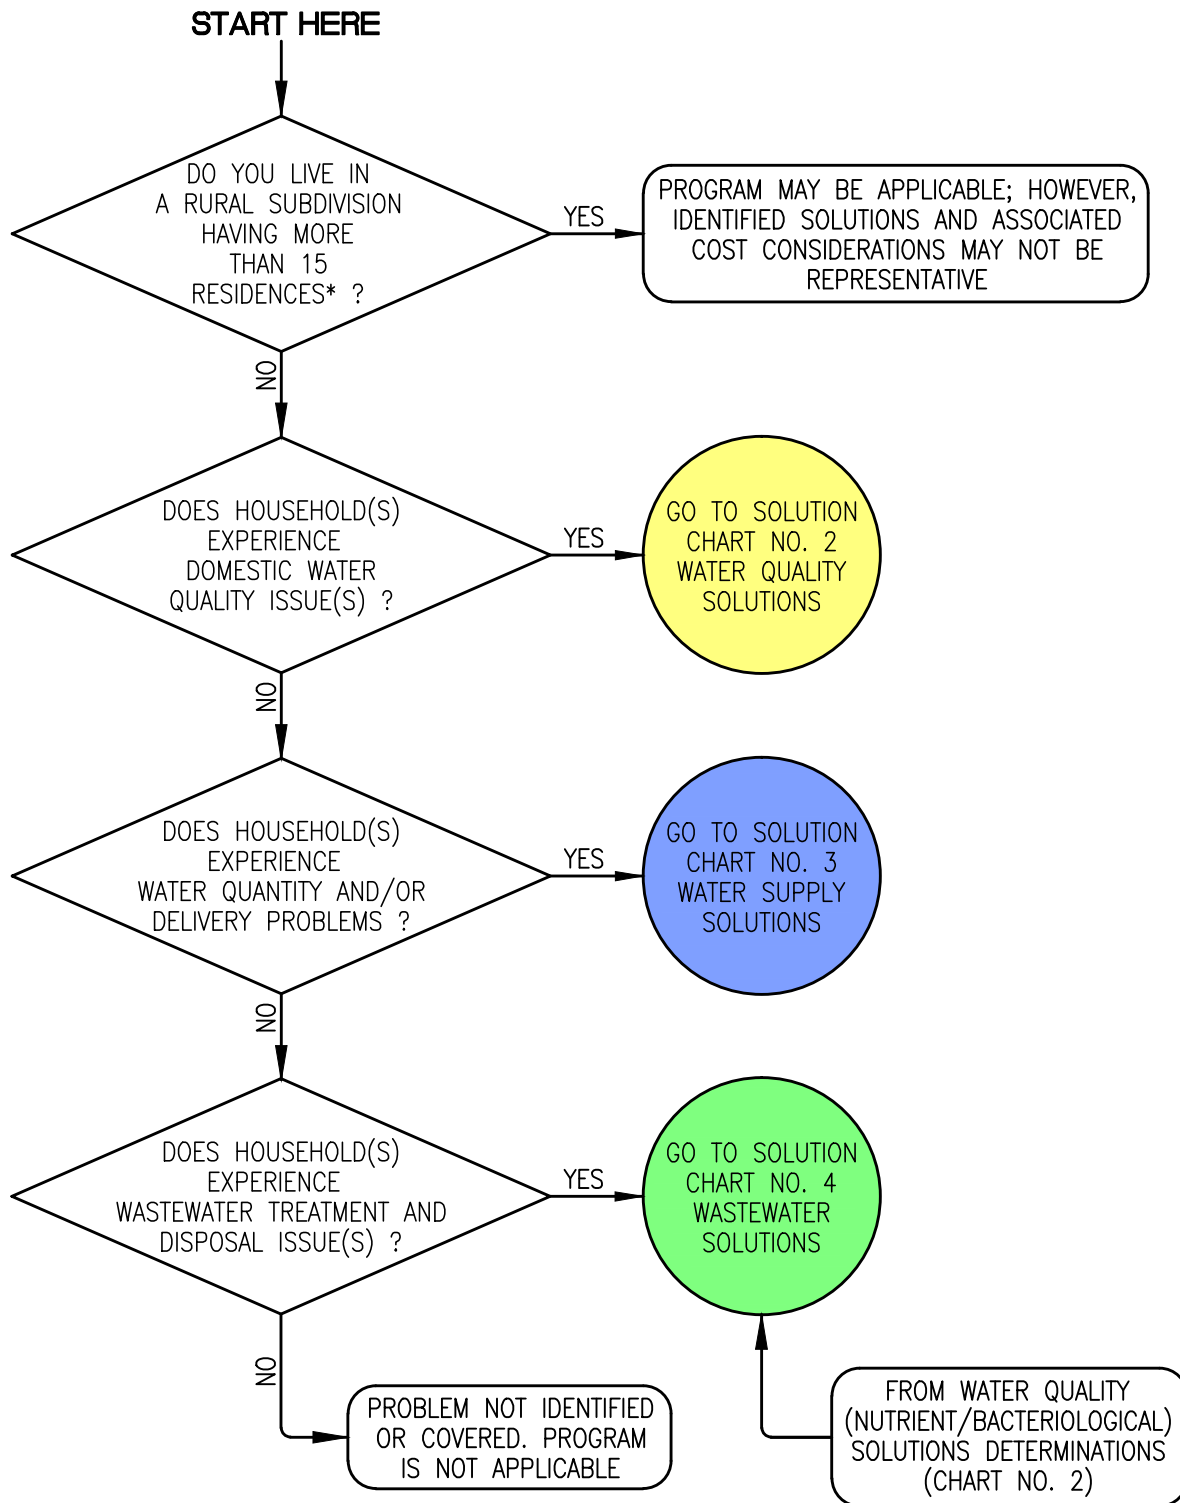 START HERE
DO YOU LIVE IN
A RURAL SUBDIVISION
HAVING MORE
THAN 15
RESIDENCES* ?
YES
PROGRAM MAY BE APPLICABLE; HOWEVER,
IDENTIFIED SOLUTIONS AND ASSOCIATED
COST CONSIDERATIONS MAY NOT BE
REPRESENTATIVE
NO
DOES HOUSEHOLD(S)
EXPERIENCE
DOMESTIC WATER
QUALITY ISSUE(S) ?
YES
GO TO SOLUTION
CHART NO. 2
WATER QUALITY
SOLUTIONS
NO
DOES HOUSEHOLD(S)
EXPERIENCE
WATER QUANTITY AND/OR
DELIVERY PROBLEMS ?
YES
GO TO SOLUTION
CHART NO. 3
WATER SUPPLY
SOLUTIONS
NO
DOES HOUSEHOLD(S)
EXPERIENCE
WASTEWATER TREATMENT AND
DISPOSAL ISSUE(S) ?
YES
GO TO SOLUTION
CHART NO. 4
WASTEWATER
SOLUTIONS
NO
PROBLEM NOT IDENTIFIED
OR COVERED. PROGRAM
IS NOT APPLICABLE
FROM WATER QUALITY
(NUTRIENT/BACTERIOLOGICAL)
SOLUTIONS DETERMINATIONS
(CHART NO. 2)